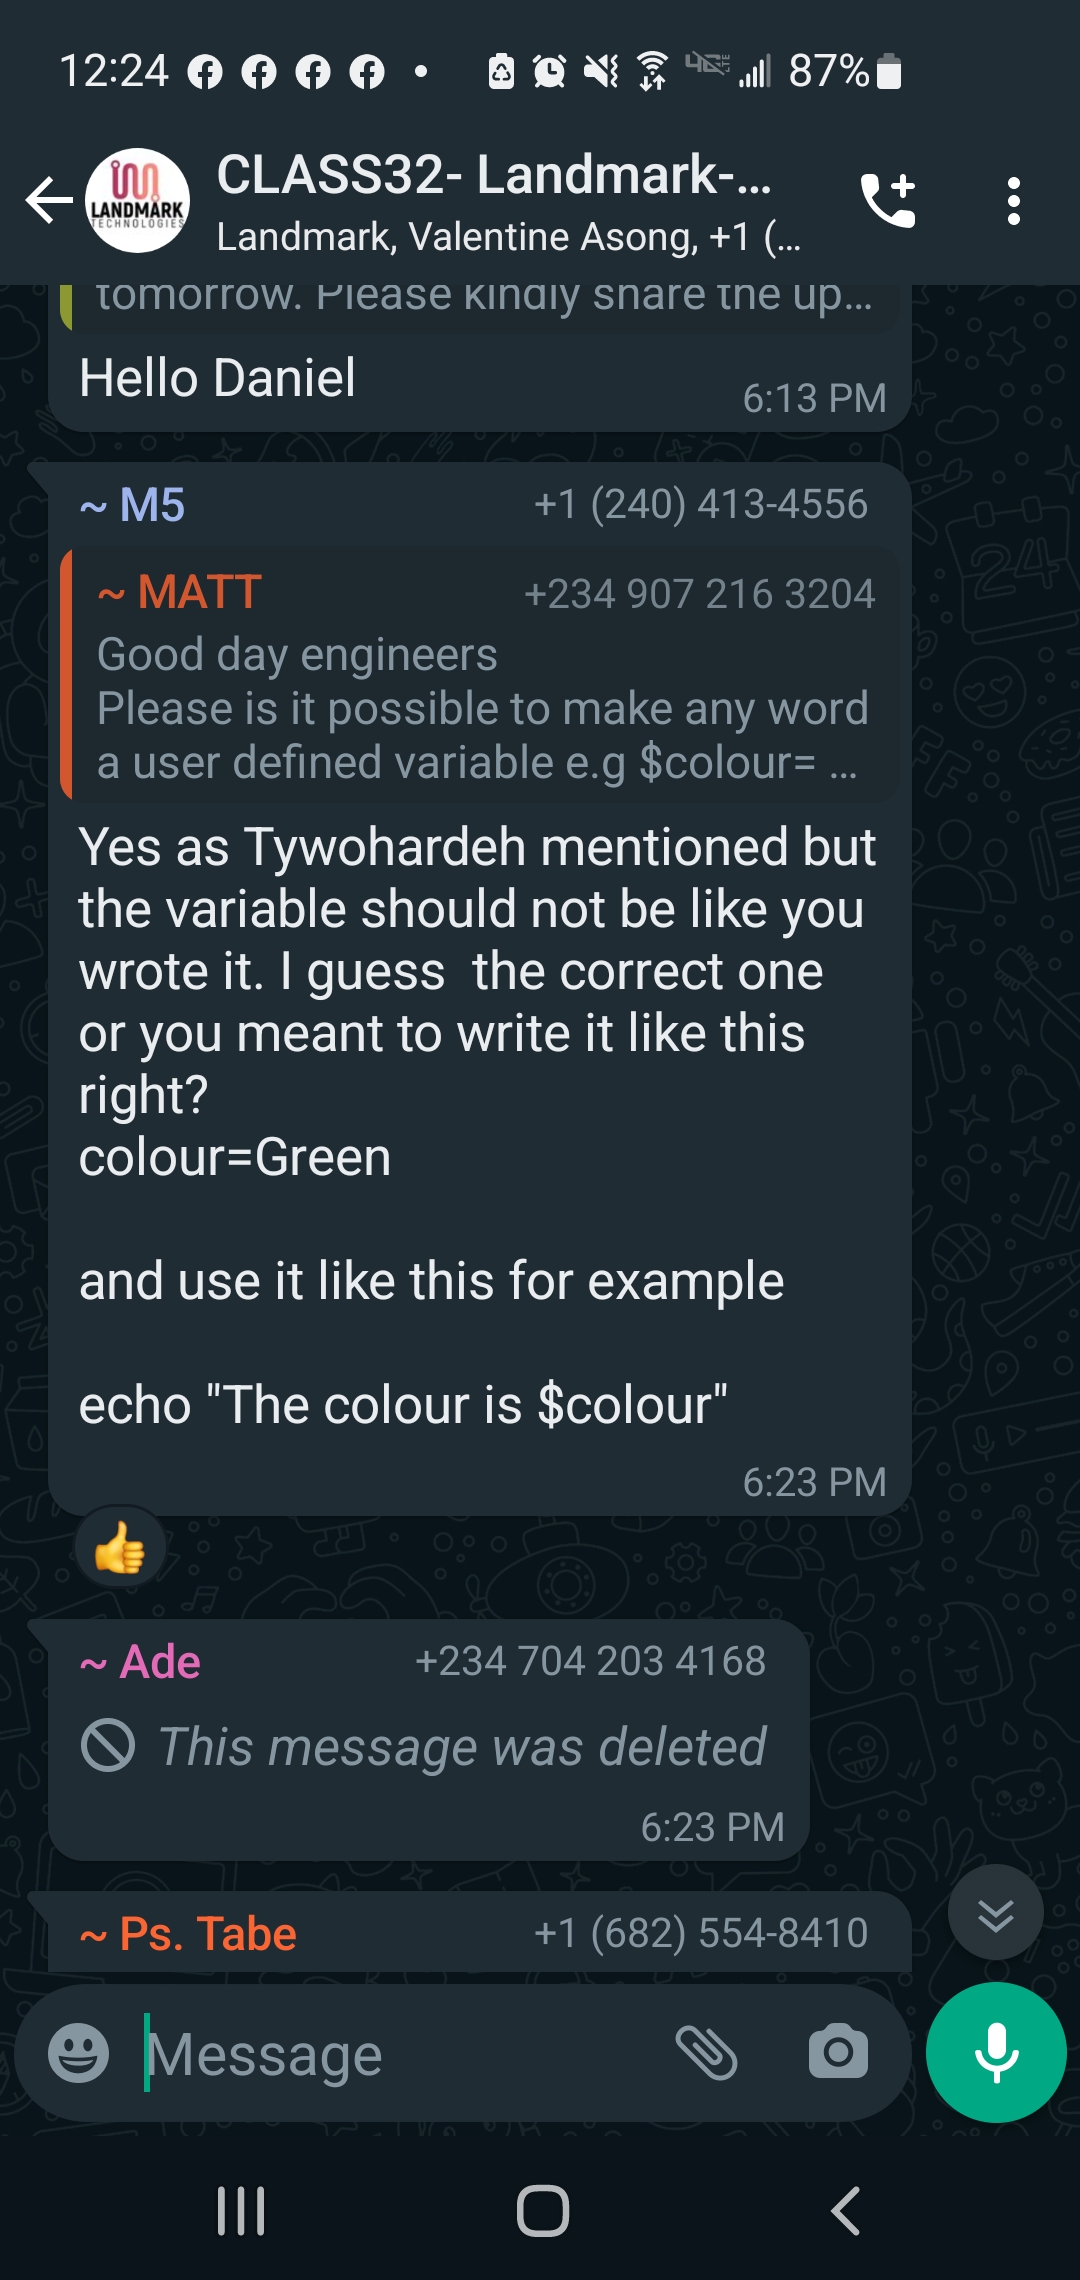 12:24
87%
LANDMARK
TECHNOLOGIES
CLASS32- Landmark-...
Landmark, Valentine Asong, +1 (...
tomorrow. Please kindly share the up...
Hello Daniel
6:13 PM
~ M5 +1 (240) 413-4556
~ MATT +234 907 216 3204
Good day engineers
Please is it possible to make any word
a user defined variable e.g $colour= ...
Yes as Tywohardeh mentioned but
the variable should not be like you
wrote it. I guess  the correct one
or you meant to write it like this
right?
colour=Green
and use it like this for example
echo "The colour is $colour"
6:23 PM
~ Ade +234 704 203 4168
This message was deleted
6:23 PM
~ Ps. Tabe +1 (682) 554-8410
Message